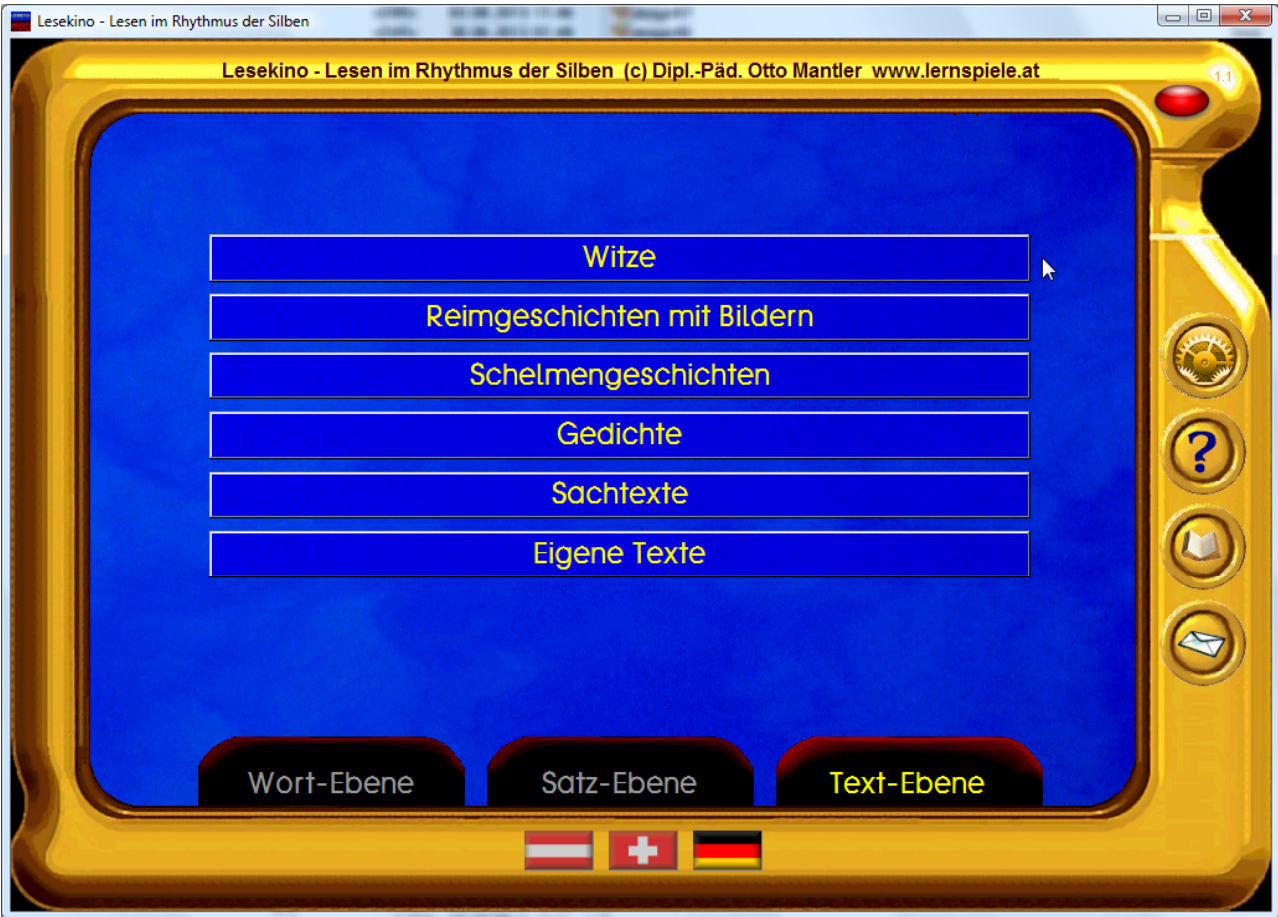 Lesekino - Lesen im Rhythmus der Silben
Lesekino - Lesen im Rhythmus der Silben (c) Dipl.-Päd. Otto Mantler www.lernspiele.at
1.1
Witze
Reimgeschichten mit Bildern
Schelmengeschichten
Gedichte
Sachtexte
Eigene Texte
?
Wort-Ebene
Satz-Ebene
Text-Ebene